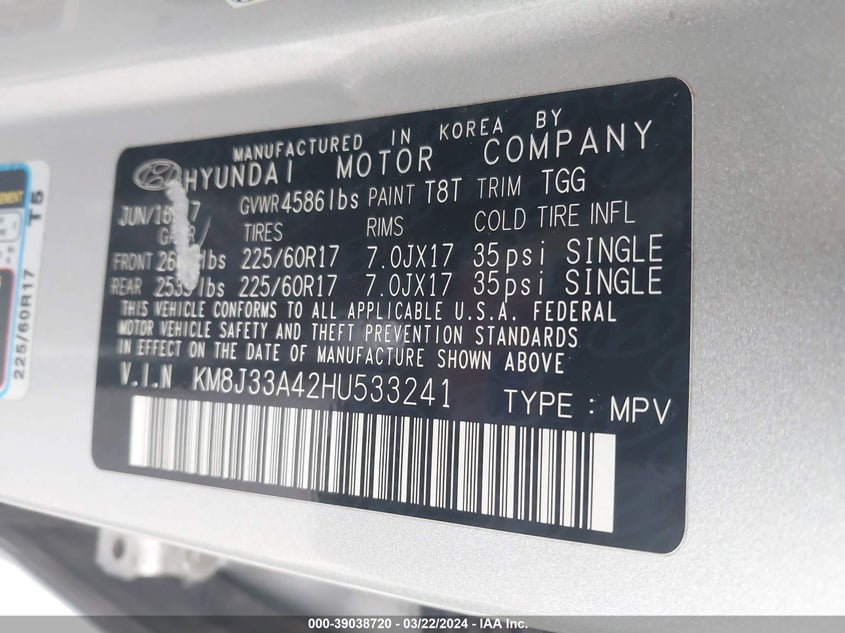 MANUFACTURED IN KOREA BY
HYUNDAI MOTOR COMPANY
GVWR 4586lbs PAINT T8T TRIM TGG
TIRES RIMS COLD TIRE INFL
FRONT 225/60R17 7.0JX17 35psi SINGLE
REAR 225/60R17 7.0JX17 35psi SINGLE
THIS VEHICLE CONFORMS TO ALL APPLICABLE U.S.A. FEDERAL
MOTOR VEHICLE SAFETY AND THEFT PREVENTION STANDARDS
IN EFFECT ON THE DATE OF MANUFACTURE SHOWN ABOVE
V.I.N KM8J33A42HU533241 TYPE : MPV
225/60R17 T5
000-39038720 - 03/22/2024 - IAA Inc.